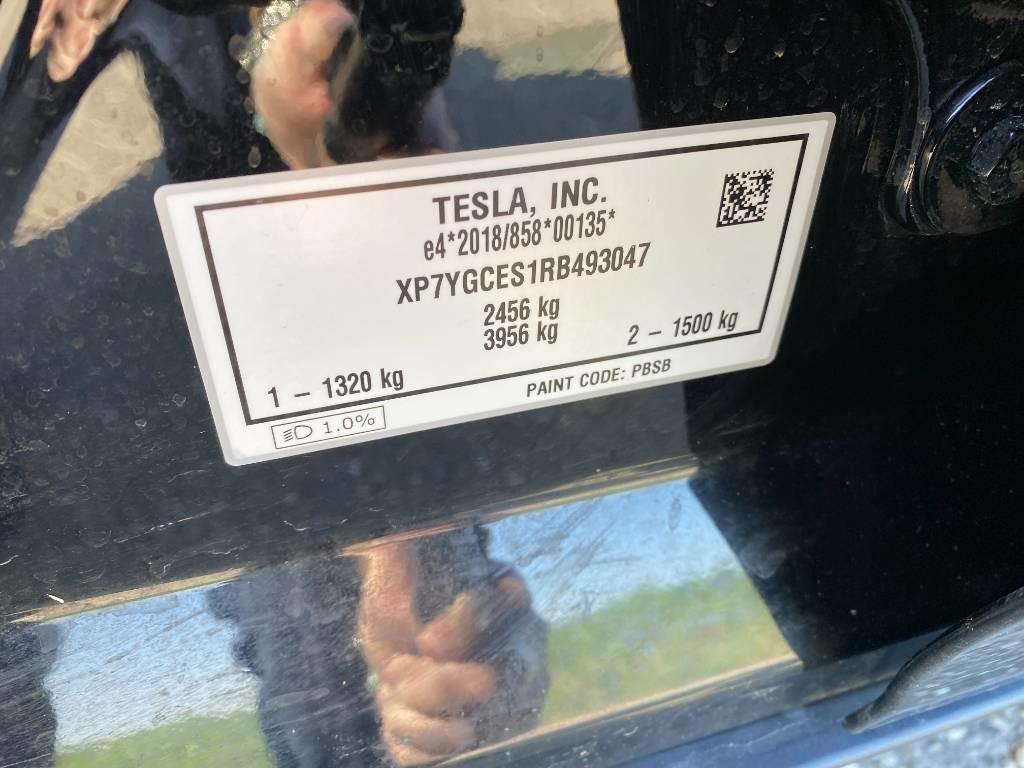 TESLA, INC.
e4*2018/858*00135*
XP7YGCES1RB493047
2456 kg
3956 kg
1 – 1320 kg
2 – 1500 kg
1.0%
PAINT CODE: PBSB